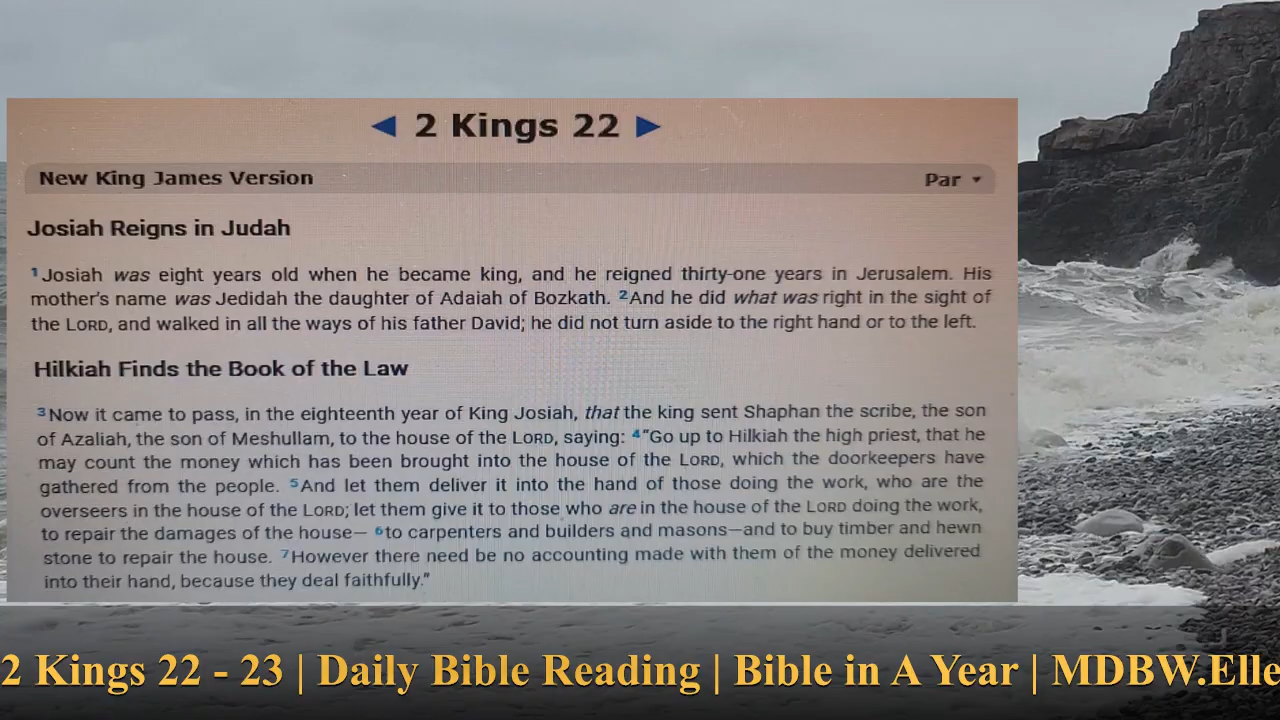 ◄ 2 Kings 22 ►
New King James Version Par ▾
Josiah Reigns in Judah
1 Josiah was eight years old when he became king, and he reigned thirty-one years in Jerusalem. His
mother's name was Jedidah the daughter of Adaiah of Bozkath. 2 And he did what was right in the sight of
the LORD, and walked in all the ways of his father David; he did not turn aside to the right hand or to the left.
Hilkiah Finds the Book of the Law
3 Now it came to pass, in the eighteenth year of King Josiah, that the king sent Shaphan the scribe, the son
of Azaliah, the son of Meshullam, to the house of the LORD, saying: 4 "Go up to Hilkiah the high priest, that he
may count the money which has been brought into the house of the LORD, which the doorkeepers have
gathered from the people. 5 And let them deliver it into the hand of those doing the work, who are the
overseers in the house of the LORD; let them give it to those who are in the house of the LORD doing the work,
to repair the damages of the house— 6 to carpenters and builders and masons—and to buy timber and hewn
stone to repair the house. 7 However there need be no accounting made with them of the money delivered
into their hand, because they deal faithfully."
2 Kings 22 - 23 | Daily Bible Reading | Bible in A Year | MDBW.Elle